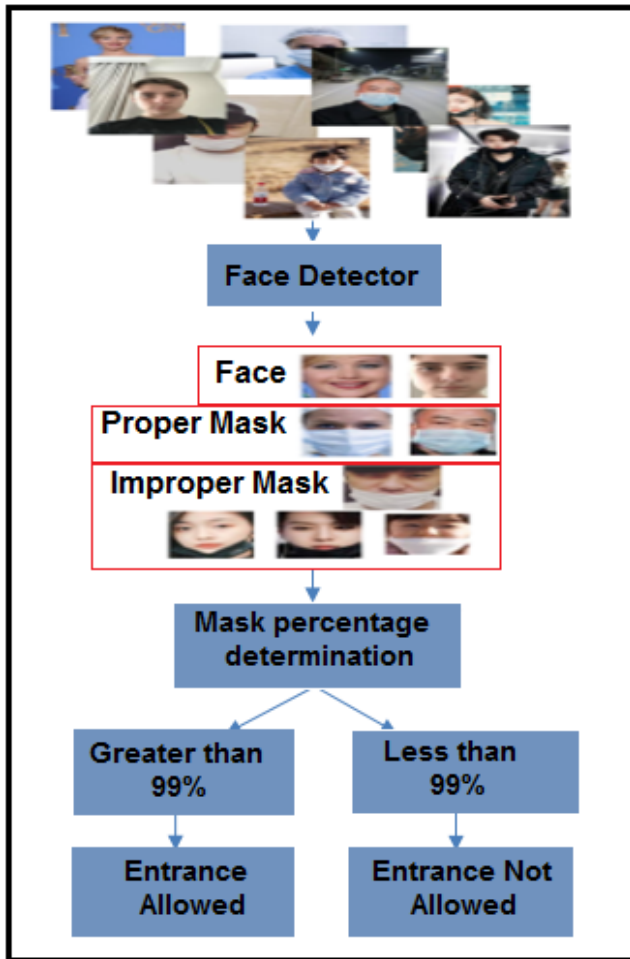 Face Detector
Face
Proper Mask
Improper Mask
Mask percentage
determination
Greater than
99%
Less than
99%
Entrance
Allowed
Entrance Not
Allowed